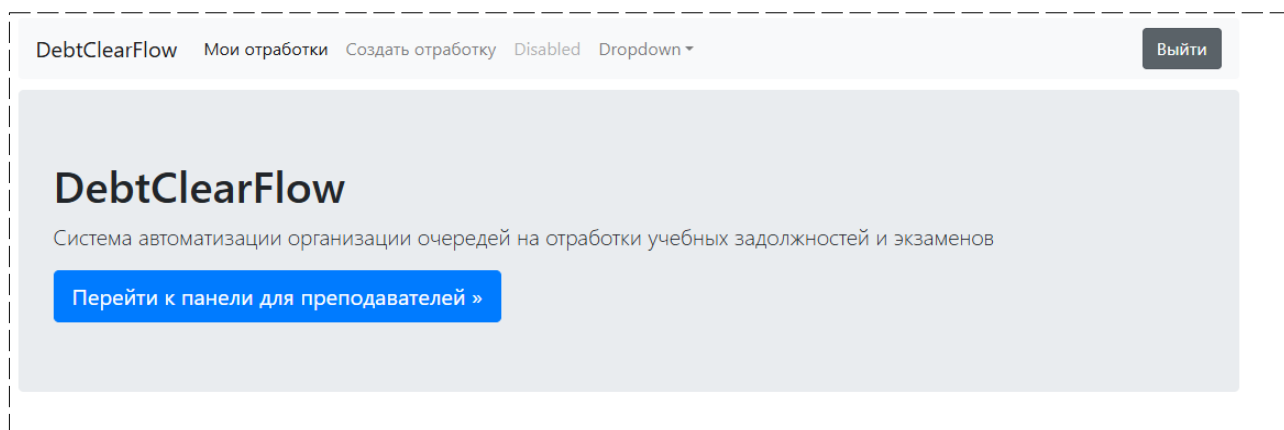 DebtClearFlow Мои отработки Создать отработку Disabled Dropdown Выйти
DebtClearFlow
Система автоматизации организации очередей на отработки учебных задолжностей и экзаменов
Перейти к панели для преподавателей »